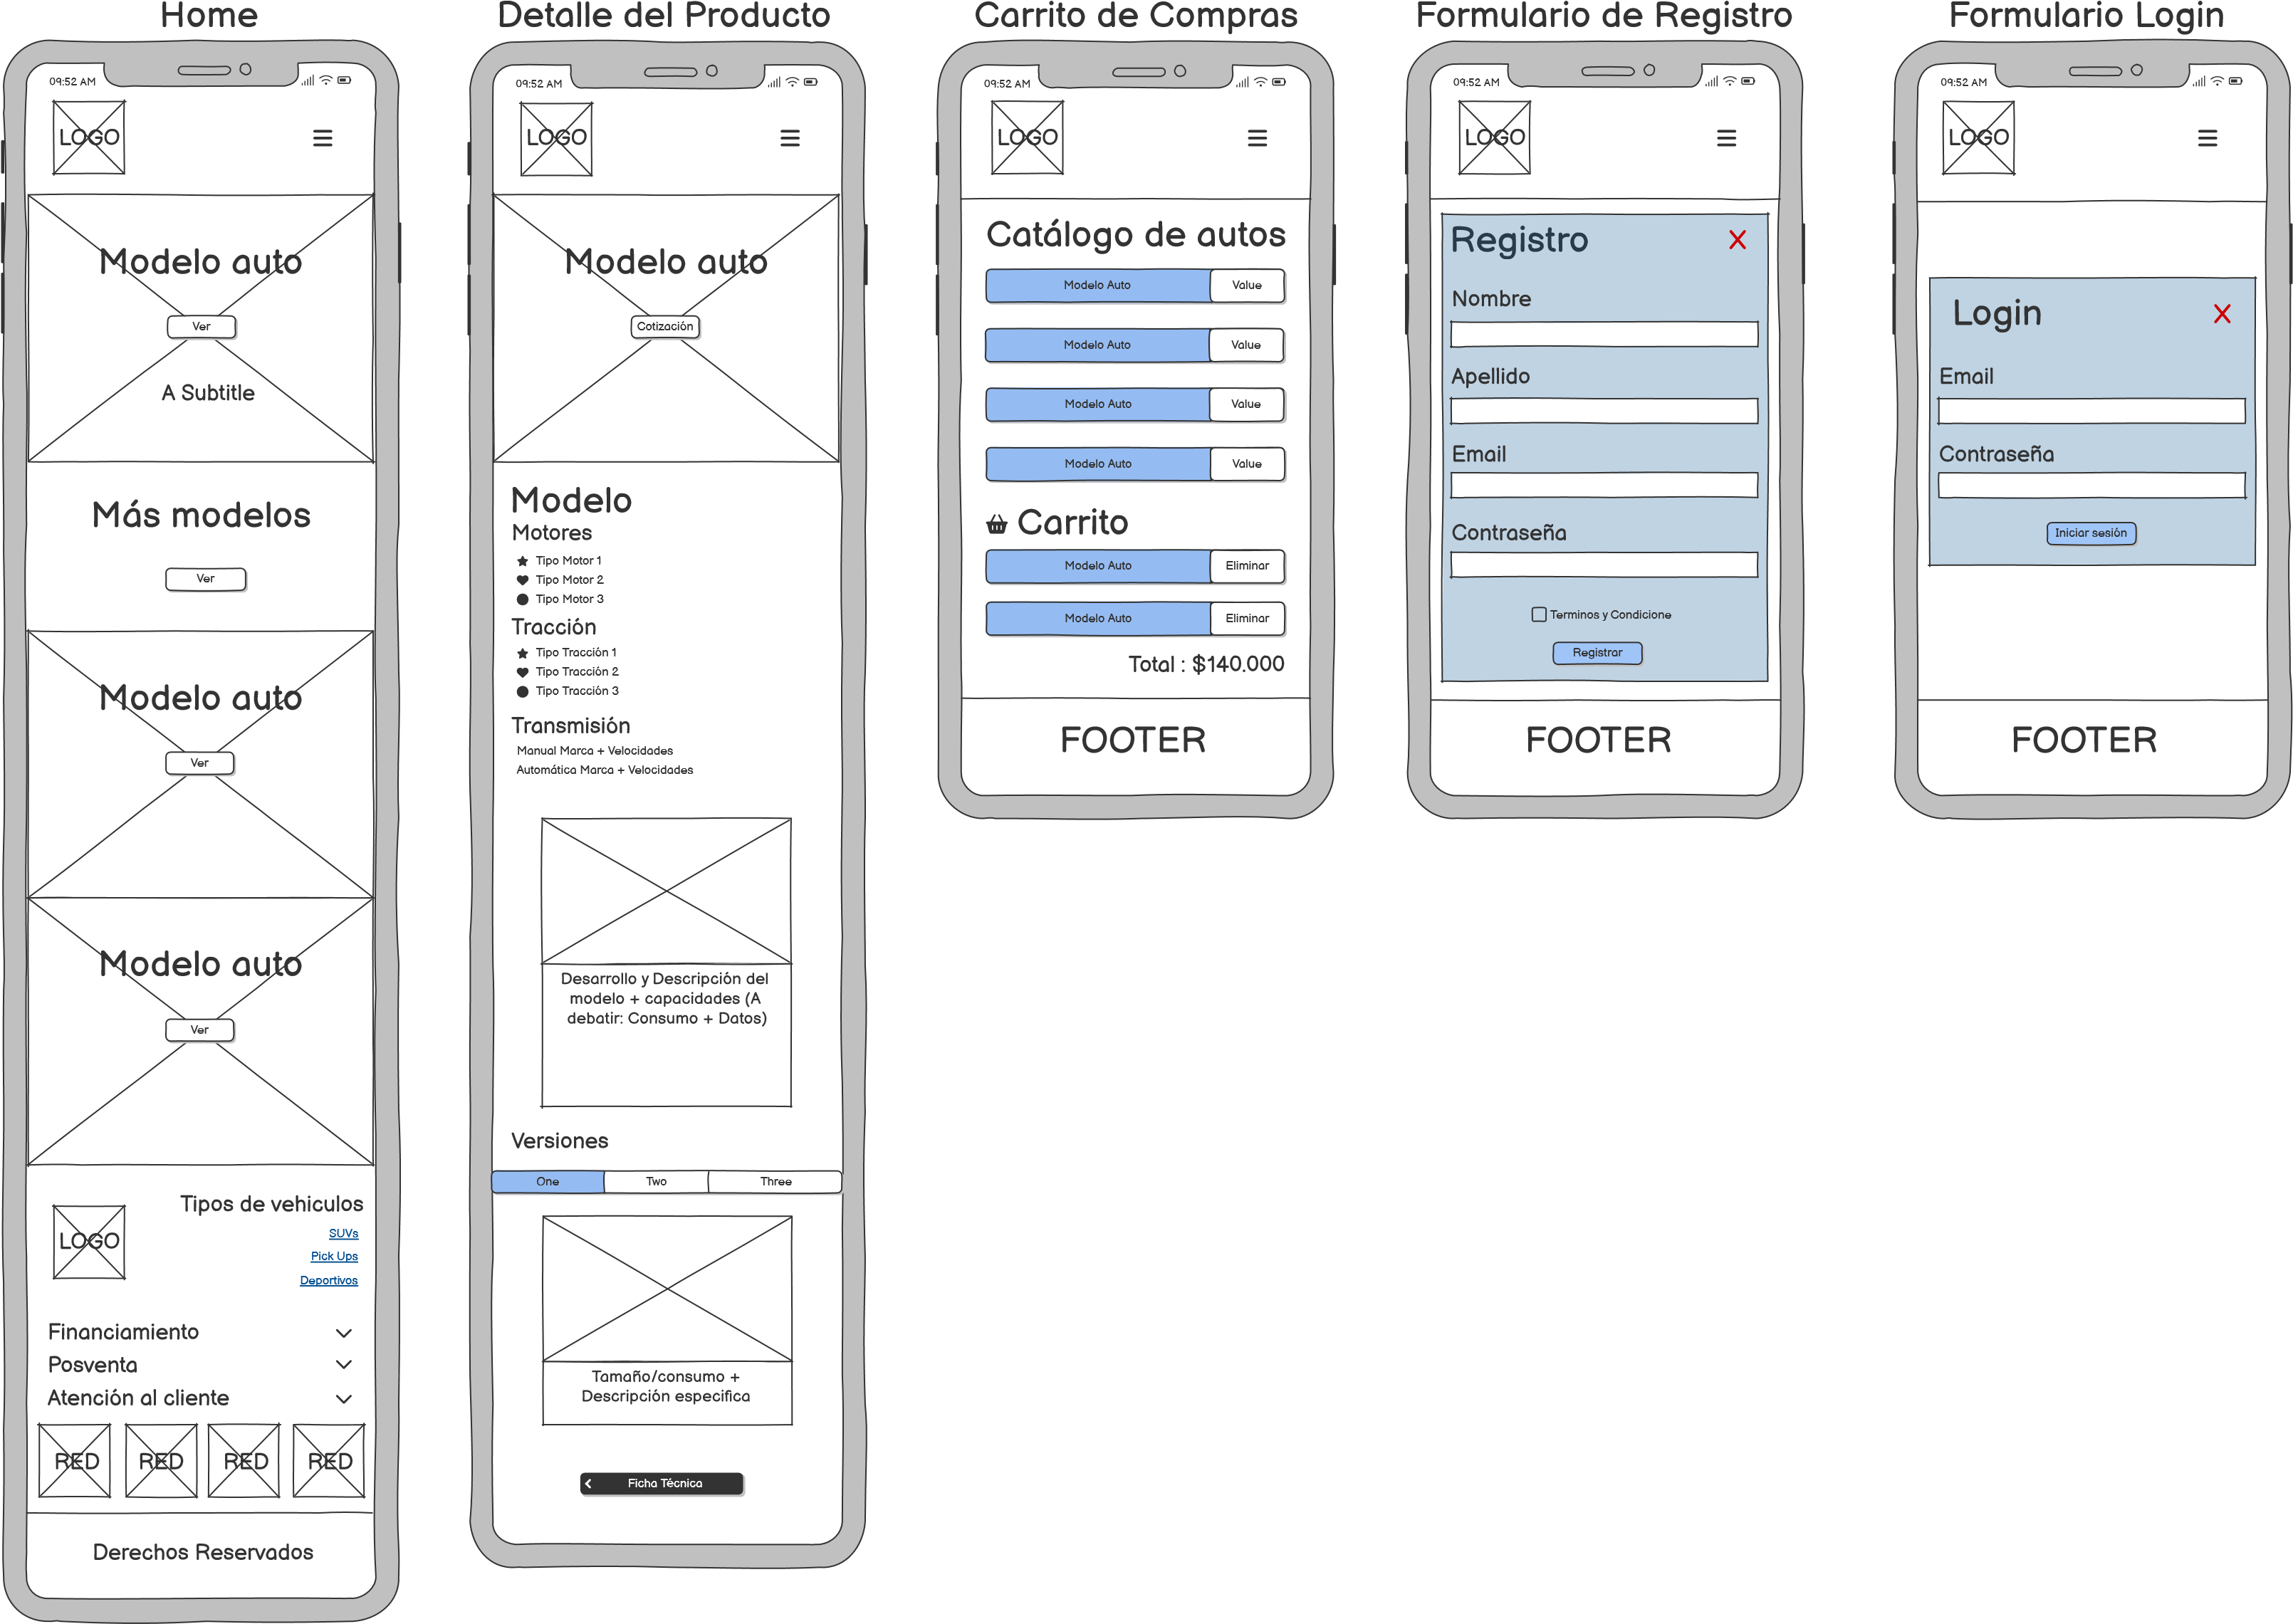 Home
09:52 AM
LOGO
Modelo auto
Ver
A Subtitle
Más modelos
Ver
Modelo auto
Ver
Modelo auto
Ver
LOGO
Tipos de vehiculos
SUVs
Pick Ups
Deportivos
Financiamiento
Posventa
Atención al cliente
RED RED RED RED
Derechos Reservados
Detalle del Producto
09:52 AM
LOGO
Modelo auto
Cotización
Modelo
Motores
Tipo Motor 1
Tipo Motor 2
Tipo Motor 3
Tracción
Tipo Tracción 1
Tipo Tracción 2
Tipo Tracción 3
Transmisión
Manual Marca + Velocidades
Automática Marca + Velocidades
Desarrollo y Descripción del
modelo + capacidades (A
debatir: Consumo + Datos)
Versiones
One Two Three
Tamaño/consumo +
Descripción especifica
Ficha Técnica
Carrito de Compras
09:52 AM
LOGO
Catálogo de autos
Modelo Auto Value
Modelo Auto Value
Modelo Auto Value
Modelo Auto Value
Carrito
Modelo Auto Eliminar
Modelo Auto Eliminar
Total : $140.000
FOOTER
Formulario de Registro
09:52 AM
LOGO
Registro X
Nombre
Apellido
Email
Contraseña
Terminos y Condicione
Registrar
FOOTER
Formulario Login
09:52 AM
LOGO
Login X
Email
Contraseña
Iniciar sesión
FOOTER